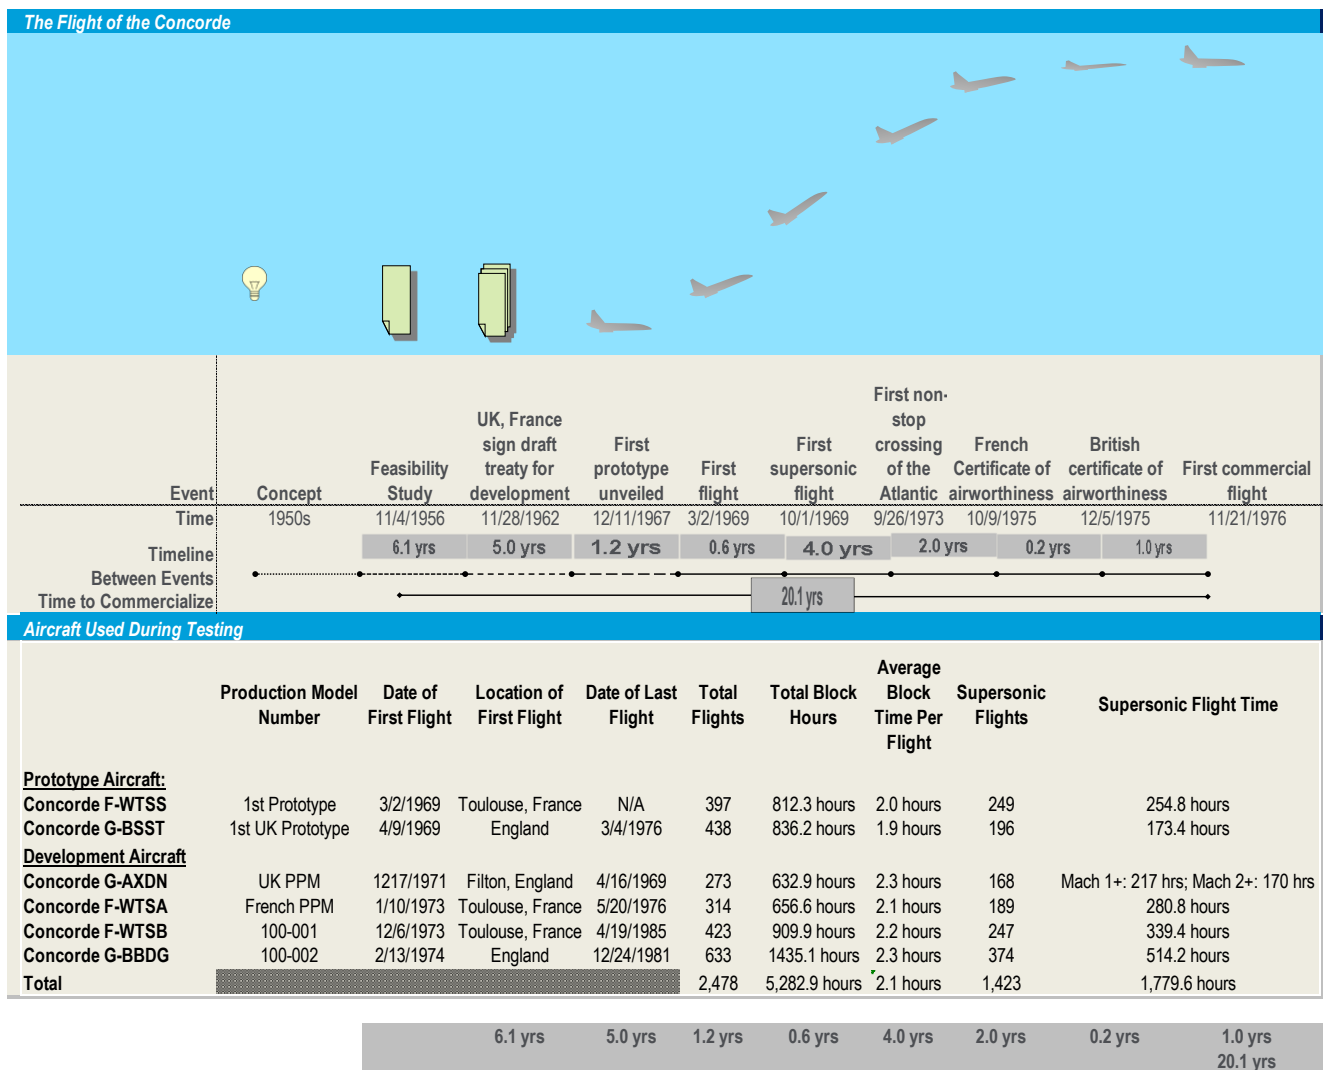 The Flight of the Concorde
Event
Concept
Feasibility
Study
UK, France
sign draft
treaty for
development
First
prototype
unveiled
First
flight
First
supersonic
flight
First non-
stop
crossing
of the
Atlantic
French
Certificate of
airworthiness
British
certificate of
airworthiness
First commercial
flight
Time 1950s 11/4/1956 11/28/1962 12/11/1967 3/2/1969 10/1/1969 9/26/1973 10/9/1975 12/5/1975 11/21/1976
Timeline
Between Events
6.1 yrs 5.0 yrs 1.2 yrs 0.6 yrs 4.0 yrs 2.0 yrs 0.2 yrs 1.0 yrs
Time to Commercialize 20.1 yrs
Aircraft Used During Testing
Production Model
Number
Date of
First Flight
Location of
First Flight
Date of Last
Flight
Total
Flights
Total Block
Hours
Average
Block
Time Per
Flight
Supersonic
Flights
Supersonic Flight Time
Prototype Aircraft:
Concorde F-WTSS 1st Prototype 3/2/1969 Toulouse, France N/A 397 812.3 hours 2.0 hours 249 254.8 hours
Concorde G-BSST 1st UK Prototype 4/9/1969 England 3/4/1976 438 836.2 hours 1.9 hours 196 173.4 hours
Development Aircraft
Concorde G-AXDN UK PPM 1217/1971 Filton, England 4/16/1969 273 632.9 hours 2.3 hours 168 Mach 1+: 217 hrs; Mach 2+: 170 hrs
Concorde F-WTSA French PPM 1/10/1973 Toulouse, France 5/20/1976 314 656.6 hours 2.1 hours 189 280.8 hours
Concorde F-WTSB 100-001 12/6/1973 Toulouse, France 4/19/1985 423 909.9 hours 2.2 hours 247 339.4 hours
Concorde G-BBDG 100-002 2/13/1974 England 12/24/1981 633 1435.1 hours 2.3 hours 374 514.2 hours
Total 2,478 5,282.9 hours 2.1 hours 1,423 1,779.6 hours
6.1 yrs 5.0 yrs 1.2 yrs 0.6 yrs 4.0 yrs 2.0 yrs 0.2 yrs 1.0 yrs
20.1 yrs